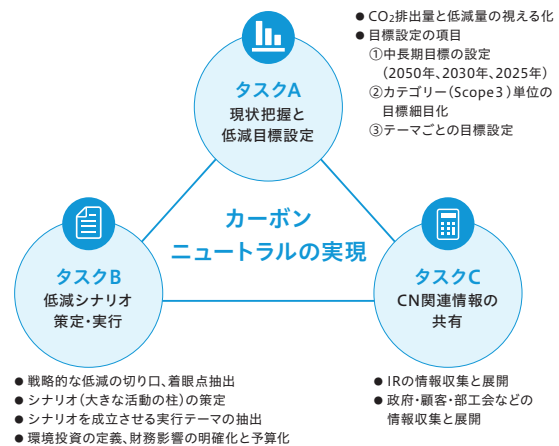 ● CO₂排出量と低減量の視える化
● 目標設定の項目
①中長期目標の設定
（2050年、2030年、2025年）
②カテゴリー（Scope3）単位の
目標細目化
③テーマごとの目標設定
タスクA
現状把握と
低減目標設定
カーボン
ニュートラルの実現
タスクB
低減シナリオ
策定・実行
タスクC
CN関連情報の
共有
● 戦略的な低減の切り口、着眼点抽出
● シナリオ（大きな活動の柱）の策定
● シナリオを成立させる実行テーマの抽出
● 環境投資の定義、財務影響の明確化と予算化
● IRの情報収集と展開
● 政府・顧客・部工会などの
情報収集と展開